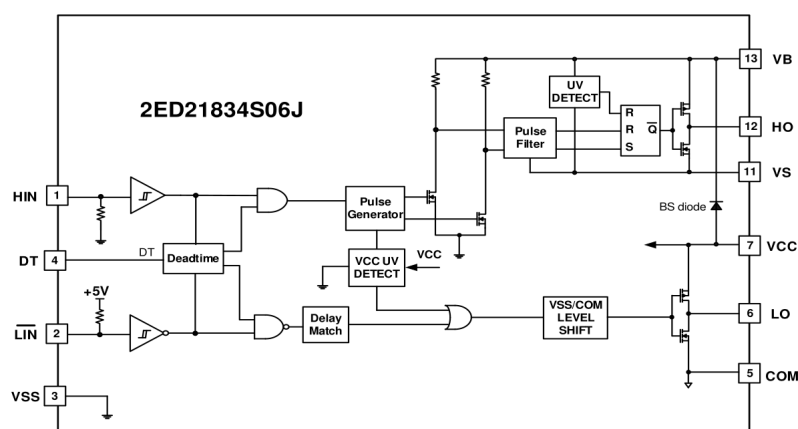 2ED21834S06J
13
VB
UV
DETECT
R
R
S
Q
Pulse
Filter
12
HO
11
VS
HIN
1
Pulse
Generator
BS diode
DT
4
DT
Deadtime
VCC UV
DETECT
VCC
7
VCC
+5V
LIN
2
Delay
Match
VSS/COM
LEVEL
SHIFT
6
LO
5
COM
VSS
3